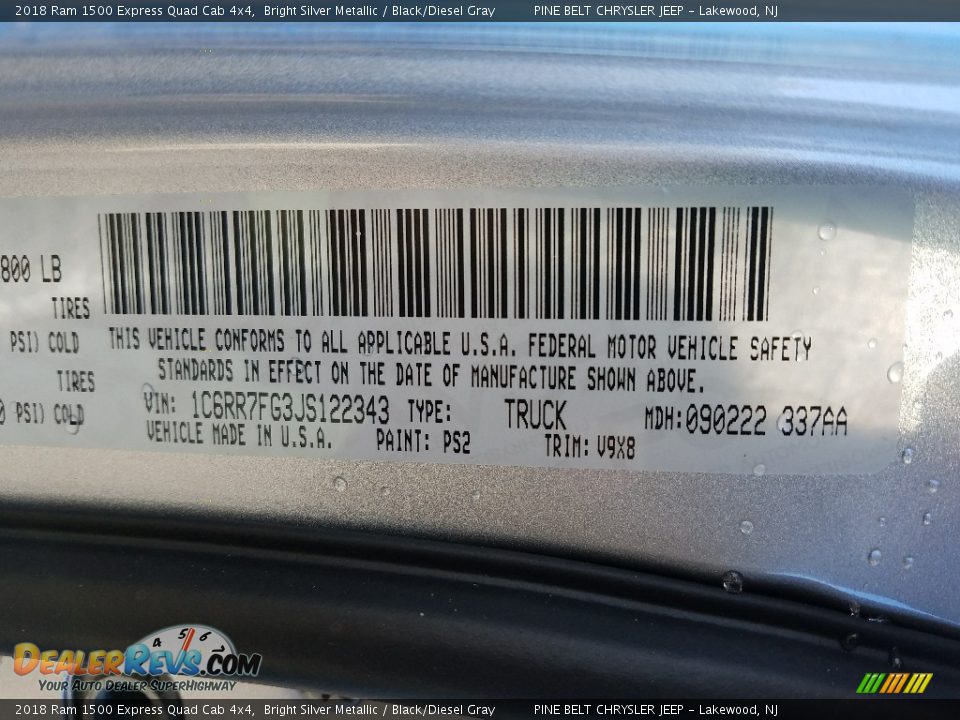 2018 Ram 1500 Express Quad Cab 4x4, Bright Silver Metallic / Black/Diesel Gray PINE BELT CHRYSLER JEEP – Lakewood, NJ
800 LB
TIRES
PSI) COLD
THIS VEHICLE CONFORMS TO ALL APPLICABLE U.S.A. FEDERAL MOTOR VEHICLE SAFETY
TIRES
STANDARDS IN EFFECT ON THE DATE OF MANUFACTURE SHOWN ABOVE.
0 PSI) COLD
VIN: 1C6RR7FG3JS122343 TYPE: TRUCK MDH:090222 337AA
VEHICLE MADE IN U.S.A. PAINT: PS2 TRIM: V9X8
4 5 6
DealerRevs.com
Your Auto Dealer SuperHighway
2018 Ram 1500 Express Quad Cab 4x4, Bright Silver Metallic / Black/Diesel Gray PINE BELT CHRYSLER JEEP – Lakewood, NJ